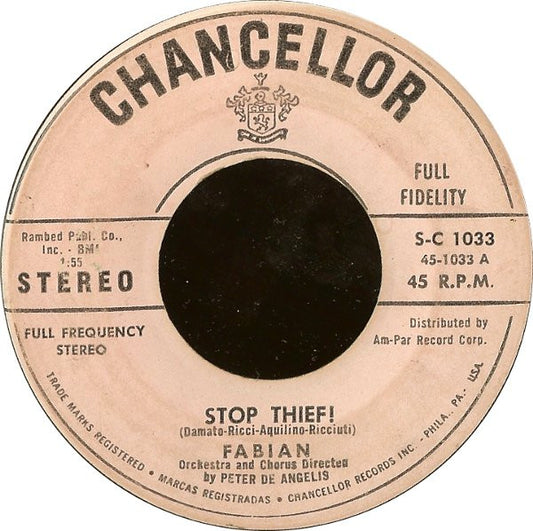 CHANCELLOR
FULL
FIDELITY
Rambed Publ. Co.,
Inc. - BMI
1:55
STEREO
S-C 1033
45-1033 A
45 R.P.M.
FULL FREQUENCY
STEREO
Distributed by
Am-Par Record Corp.
STOP THIEF!
(Damato-Ricci-Aquilino-Ricciuti)
FABIAN
Orchestra and Chorus Directed
by PETER DE ANGELIS
TRADE MARKS REGISTERED • MARCAS REGISTRADAS • CHANCELLOR RECORDS INC. - PHILA., PA. - USA